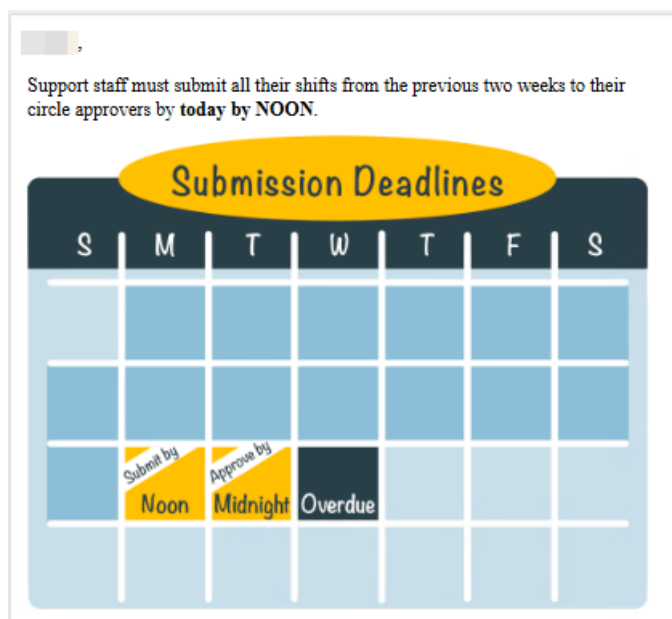 ,
Support staff must submit all their shifts from the previous two weeks to their
circle approvers by today by NOON.
Submission Deadlines
S M T W T F S
Submit by
Noon
Approve by
Midnight
Overdue